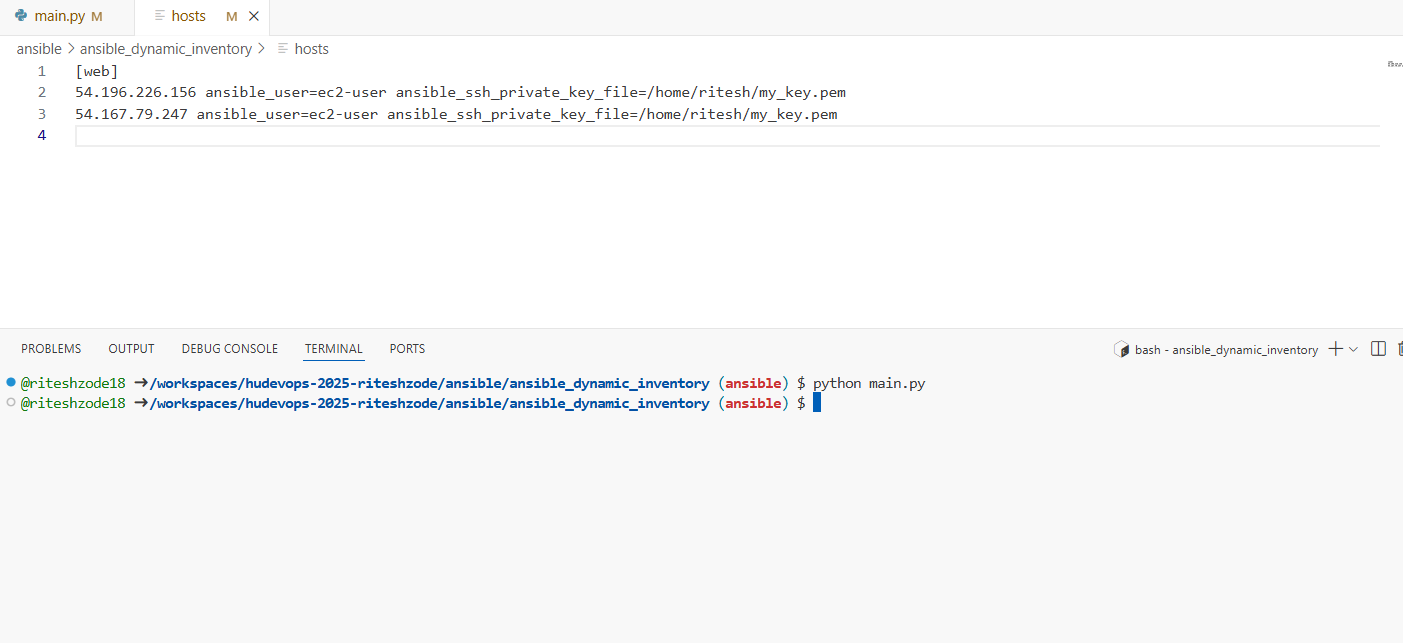 main.py M
hosts M
ansible > ansible_dynamic_inventory > hosts
1 [web]
2 54.196.226.156 ansible_user=ec2-user ansible_ssh_private_key_file=/home/ritesh/my_key.pem
3 54.167.79.247 ansible_user=ec2-user ansible_ssh_private_key_file=/home/ritesh/my_key.pem
4
PROBLEMS OUTPUT DEBUG CONSOLE TERMINAL PORTS bash - ansible_dynamic_inventory
@riteshzode18 →/workspaces/hudevops-2025-riteshzode/ansible/ansible_dynamic_inventory (ansible) $ python main.py
@riteshzode18 →/workspaces/hudevops-2025-riteshzode/ansible/ansible_dynamic_inventory (ansible) $